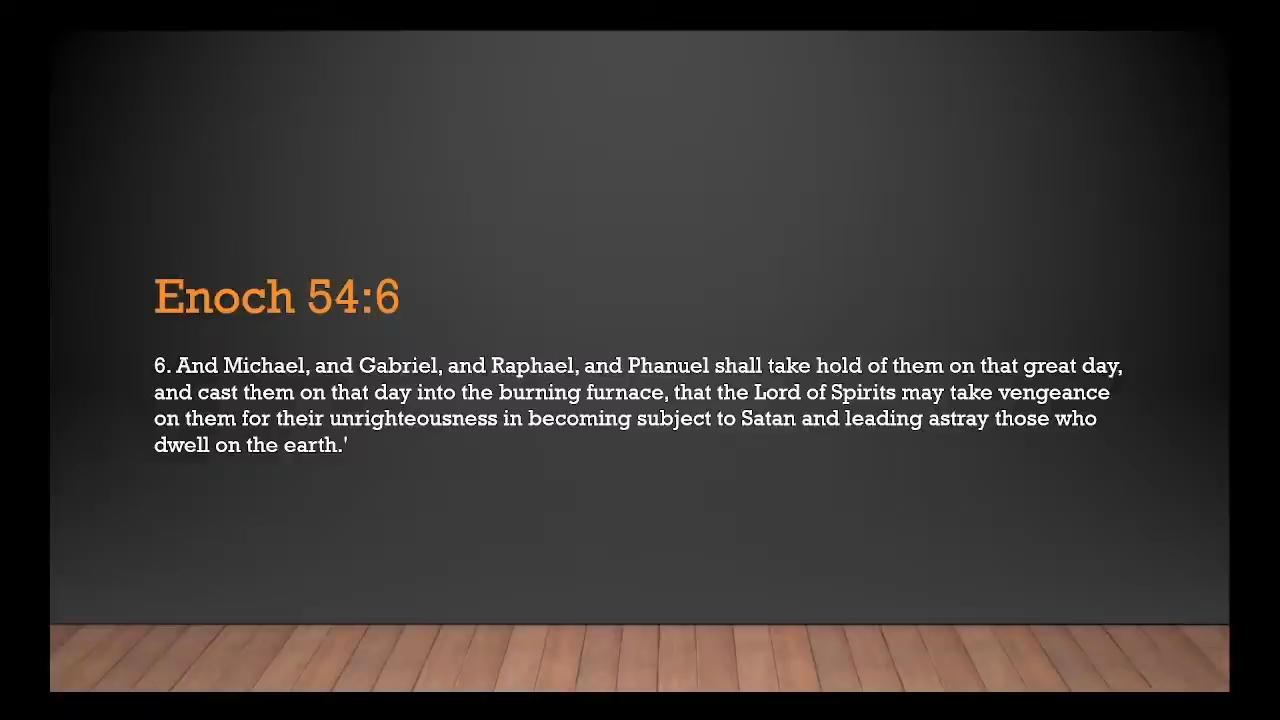 Enoch 54:6
6. And Michael, and Gabriel, and Raphael, and Phanuel shall take hold of them on that great day,
and cast them on that day into the burning furnace, that the Lord of Spirits may take vengeance
on them for their unrighteousness in becoming subject to Satan and leading astray those who
dwell on the earth.'